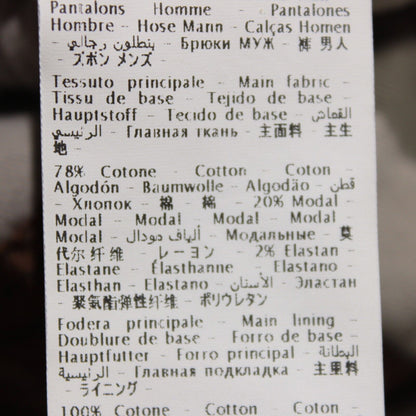 Pantalons Homme - Pantalones
Hombre - Hose Mann - Calças Homen
- بنطلون رجالي - Брюки МУЖ - 裤 男人
- ズボン メンズ -
Tessuto principale - Main fabric -
Tissu de base - Tejido de base -
Hauptstoff - Tecido de base - القماش
الرئيسي - Главная ткань - 主面料 - 主生
地 -
78% Cotone - Cotton - Coton -
Algodón - Baumwolle - Algodão - قطن
- Хлопок - 棉 - 綿 - 20% Modal -
Modal - Modal - Modal - Modal -
Modal - ألياف مودال - Модальные - 莫
代尔纤维 - レーヨン - 2% Elastan
Elastane - Élasthanne - Elastano -
Elasthan - Elastano - الأستان - Эластан
- 聚氨酯弹性纤维 - ポリウレタン
Fodera principale - Main lining -
Doublure de base - Forro de base -
Hauptfutter - Forro principal - البطانة
الرئيسية - Главная подкладка - 主里料
- ライニング -
100% Cotone - Cotton - Coton